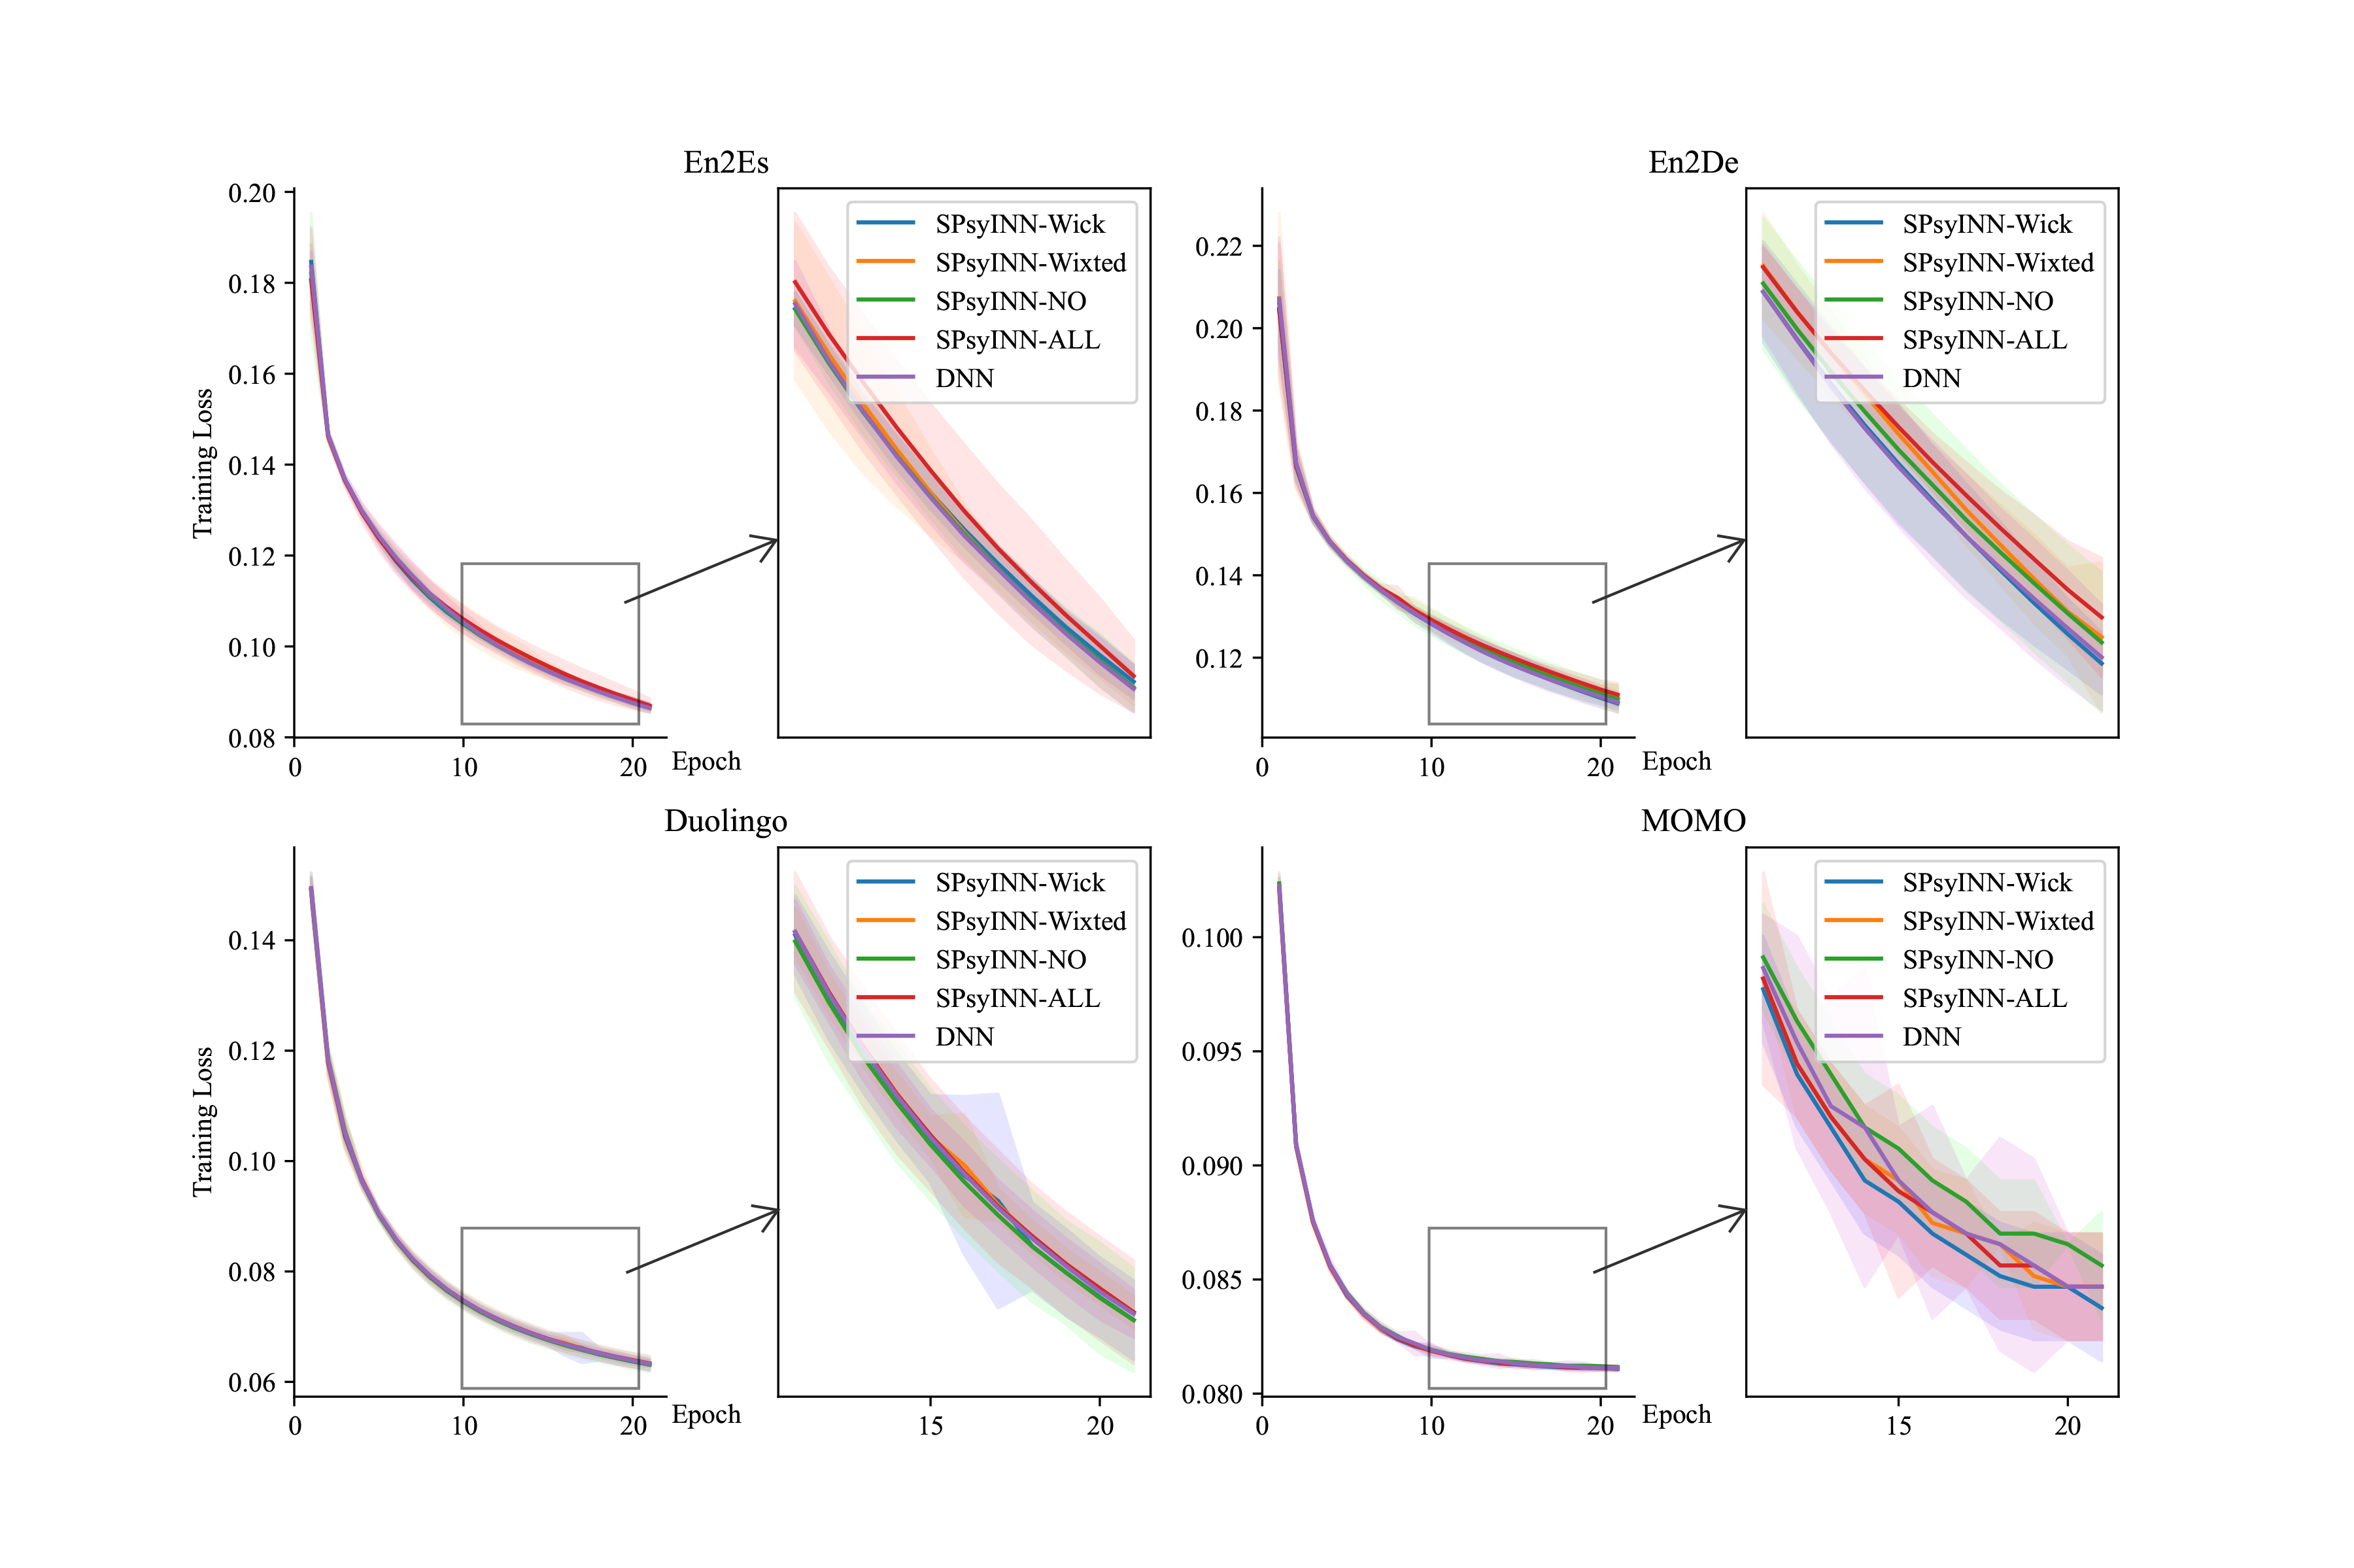 En2Es
0.20
0.18
0.16
0.14
0.12
0.10
0.08
Training Loss
0
10
20
Epoch
SPsyINN-Wick
SPsyINN-Wixted
SPsyINN-NO
SPsyINN-ALL
DNN
En2De
0.22
0.20
0.18
0.16
0.14
0.12
0
10
20
Epoch
SPsyINN-Wick
SPsyINN-Wixted
SPsyINN-NO
SPsyINN-ALL
DNN
Duolingo
0.14
0.12
0.10
0.08
0.06
Training Loss
0
10
20
Epoch
SPsyINN-Wick
SPsyINN-Wixted
SPsyINN-NO
SPsyINN-ALL
DNN
15
20
MOMO
0.100
0.095
0.090
0.085
0.080
0
10
20
Epoch
SPsyINN-Wick
SPsyINN-Wixted
SPsyINN-NO
SPsyINN-ALL
DNN
15
20